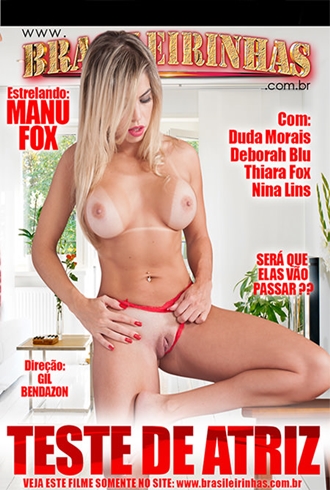 www.
BRASILEIRINHAS
.com.br
Estrelando:
MANU
FOX
Com:
Duda Morais
Deborah Blu
Thiara Fox
Nina Lins
SERÁ QUE
ELAS VÃO
PASSAR ??
Direção:
GIL
BENDAZON
TESTE DE ATRIZ
VEJA ESTE FILME SOMENTE NO SITE: www.brasileirinhas.com.br